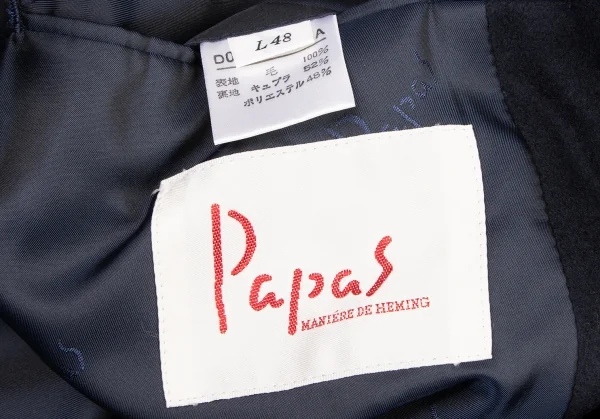 L48
表地 毛 100%
裏地 キュプラ 52%
ポリエステル 48%
Papas
MANIÉRE DE HEMING